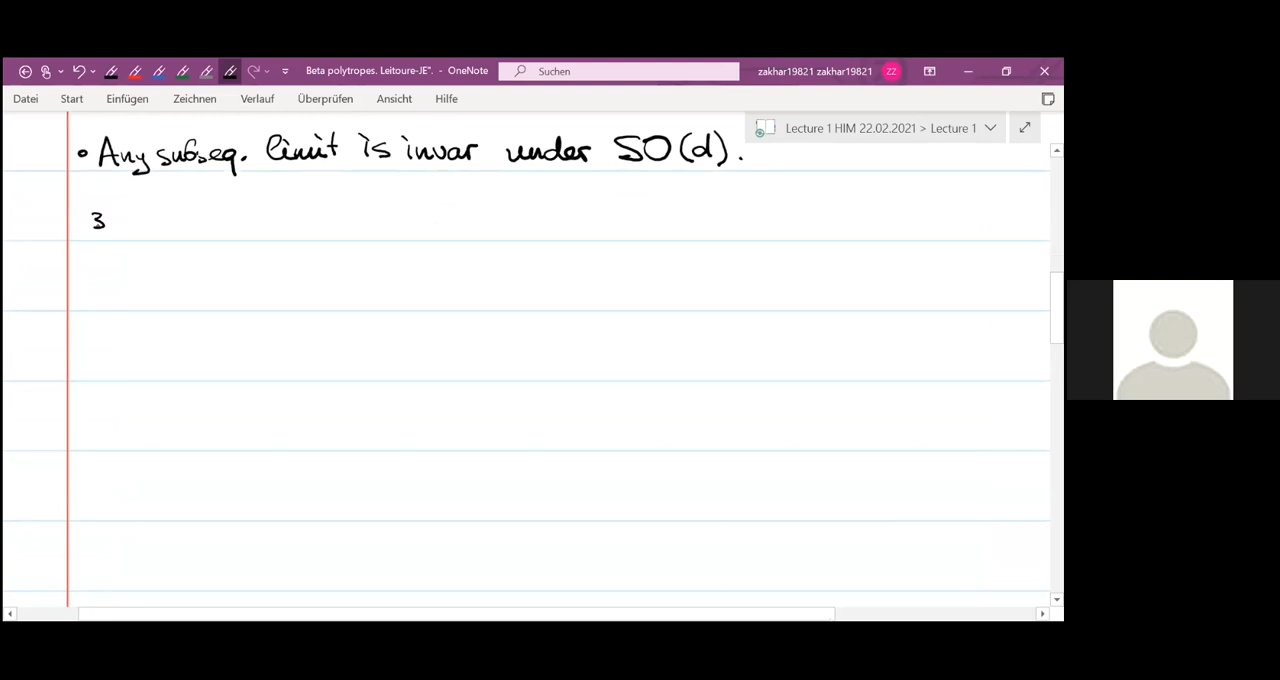 Beta polytropes. Leitoure-JE". - OneNote
Suchen
zakhar19821 zakhar19821
ZZ
Datei Start Einfügen Zeichnen Verlauf Überprüfen Ansicht Hilfe
Lecture 1 HIM 22.02.2021 > Lecture 1
• Any subseq. limit is invar under SO(d).
3